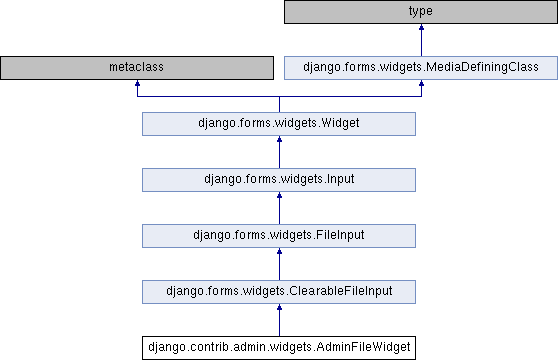 type
metaclass
django.forms.widgets.MediaDefiningClass
django.forms.widgets.Widget
django.forms.widgets.Input
django.forms.widgets.FileInput
django.forms.widgets.ClearableFileInput
django.contrib.admin.widgets.AdminFileWidget